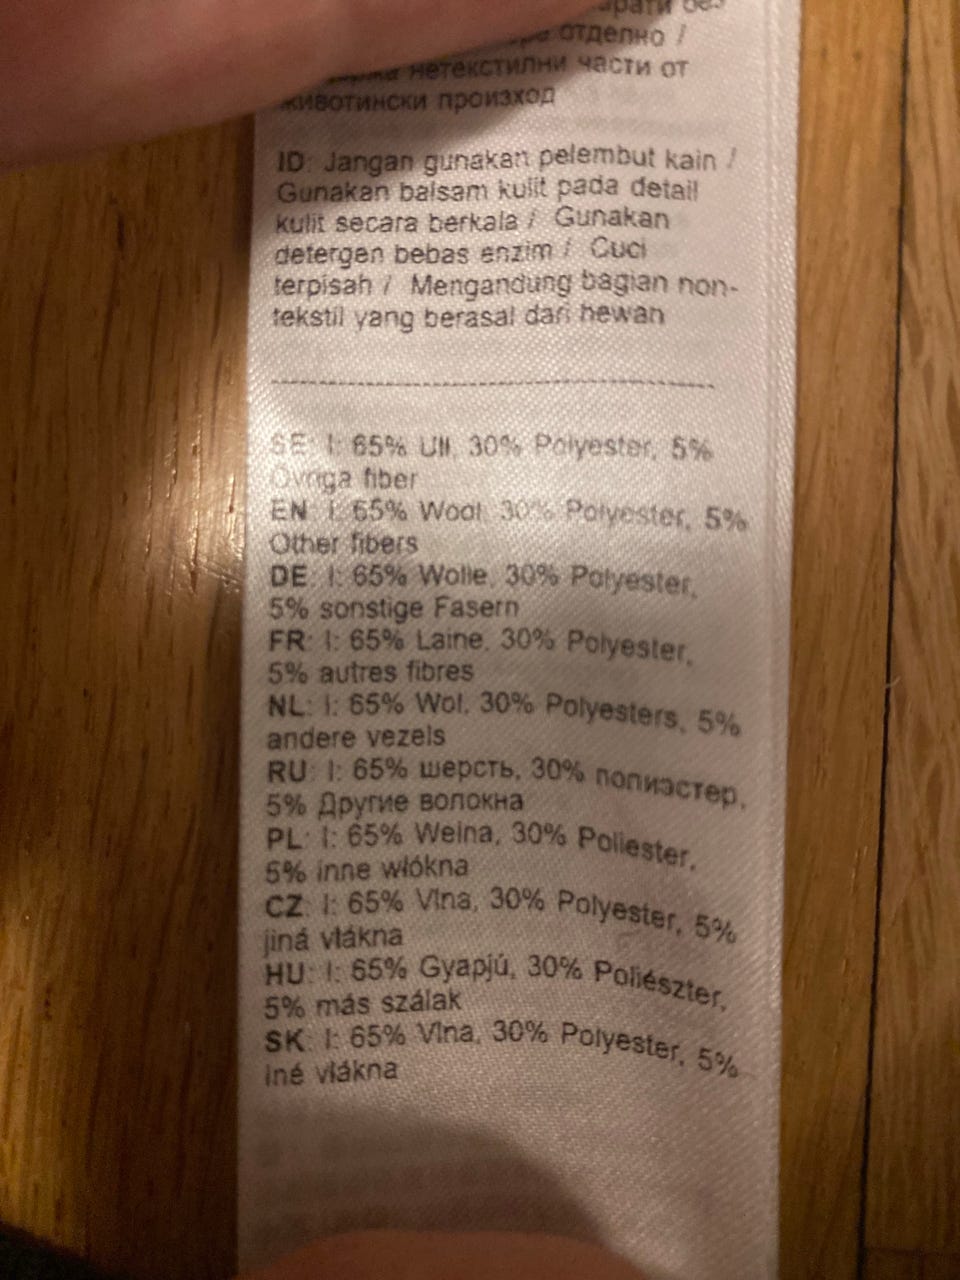 отделно /
нетекстилни части от
животински произход
ID: Jangan gunakan pelembut kain /
Gunakan balsam kulit pada detail
kulit secara berkala / Gunakan
detergen bebas enzim / Cuci
terpisah / Mengandung bagian non-
tekstil yang berasal dari hewan
SE: I: 65% Ull, 30% Polyester, 5%
Övriga fiber
EN: I: 65% Wool, 30% Polyester, 5%
Other fibers
DE: I: 65% Wolle, 30% Polyester,
5% sonstige Fasern
FR: I: 65% Laine, 30% Polyester,
5% autres fibres
NL: I: 65% Wol, 30% Polyesters, 5%
andere vezels
RU: I: 65% шерсть, 30% полиэстер,
5% Другие волокна
PL: I: 65% Wełna, 30% Poliester,
5% inne włókna
CZ: I: 65% Vlna, 30% Polyester, 5%
jiná vlákna
HU: I: 65% Gyapjú, 30% Poliészter,
5% más szálak
SK: I: 65% Vlna, 30% Polyester, 5%
iné vlákna